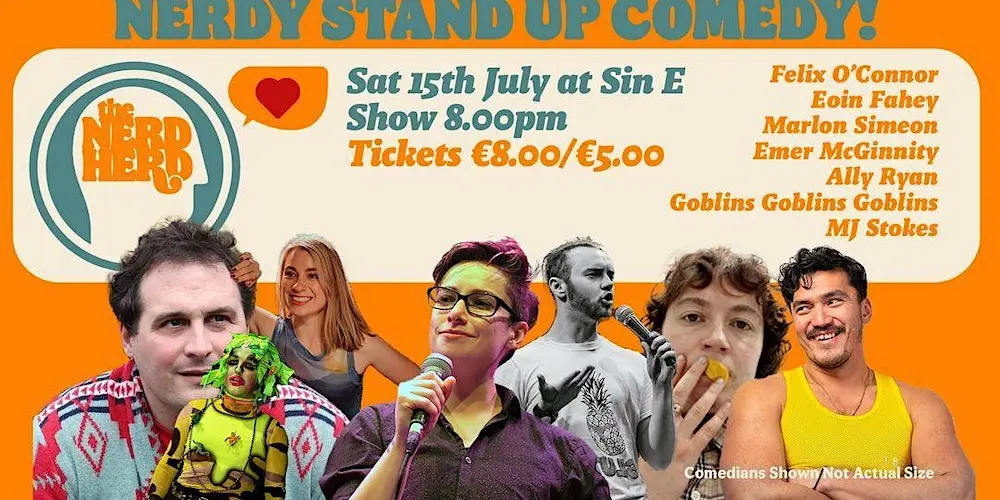 NERDY STAND UP COMEDY!
the
NERD
HERD
Sat 15th July at Sin E
Show 8.00pm
Tickets €8.00/€5.00
Felix O'Connor
Eoin Fahey
Marlon Simeon
Emer McGinnity
Ally Ryan
Goblins Goblins Goblins
MJ Stokes
Comedians Shown Not Actual Size